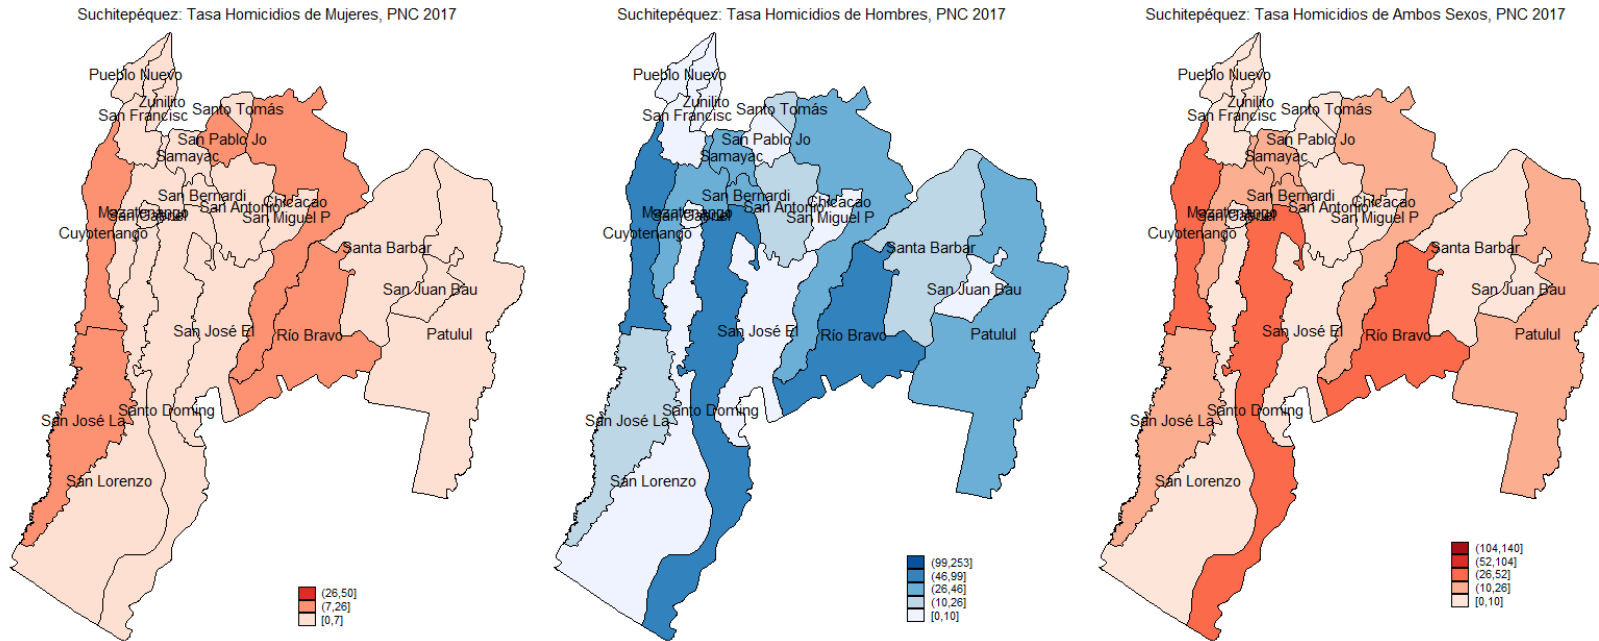 Suchitepéquez: Tasa Homicidios de Mujeres, PNC 2017
Pueblo Nuevo
Zunilito
San Francisc
Santo Tomás
San Pablo Jo
Samayac
San Bernardi
Chicacao
San Antonio
Mazatenango
San Miguel P
Cuyotenango
Santa Barbar
San Juan Bau
San José El
Río Bravo
Patulul
Santo Doming
San José La
San Lorenzo
(26,50]
(7,26]
[0,7]
Suchitepéquez: Tasa Homicidios de Hombres, PNC 2017
Pueblo Nuevo
Zunilito
San Francisc
Santo Tomás
San Pablo Jo
Samayac
San Bernardi
Chicacao
San Antonio
Mazatenango
San Miguel P
Cuyotenango
Santa Barbar
San Juan Bau
San José El
Río Bravo
Patulul
Santo Doming
San José La
San Lorenzo
(99,253]
(46,99]
(26,46]
(10,26]
[0,10]
Suchitepéquez: Tasa Homicidios de Ambos Sexos, PNC 2017
Pueblo Nuevo
Zunilito
San Francisc
Santo Tomás
San Pablo Jo
Samayac
San Bernardi
Chicacao
San Antonio
Mazatenango
San Miguel P
Cuyotenango
Santa Barbar
San Juan Bau
San José El
Río Bravo
Patulul
Santo Doming
San José La
San Lorenzo
(104,140]
(52,104]
(26,52]
(10,26]
[0,10]